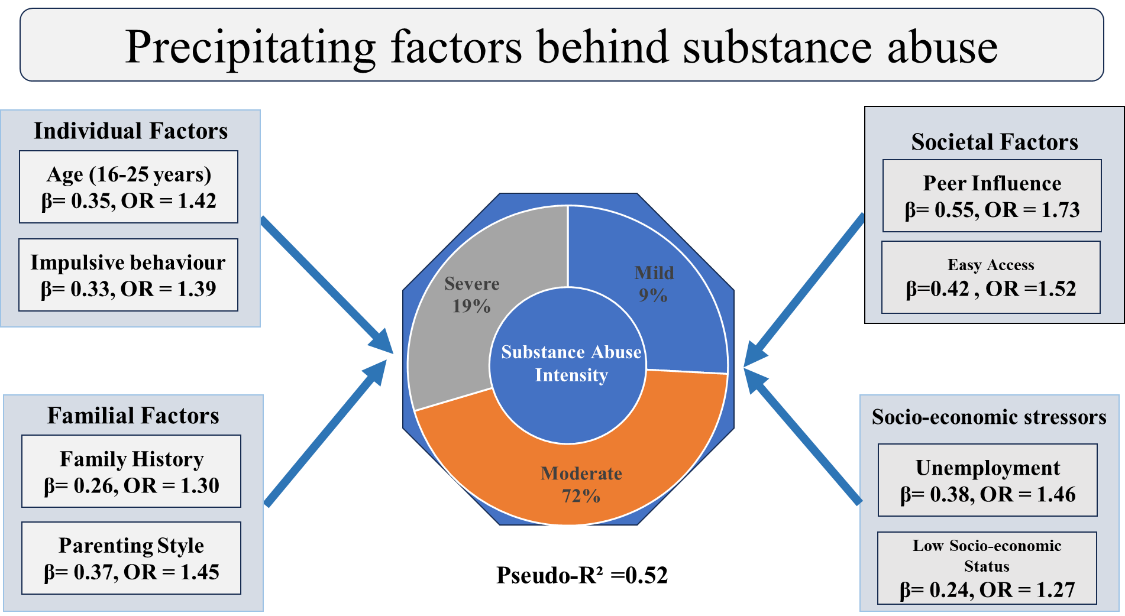 Precipitating factors behind substance abuse
Individual Factors
Age (16-25 years)
β= 0.35, OR = 1.42
Impulsive behaviour
β= 0.33, OR = 1.39
Familial Factors
Family History
β= 0.26, OR = 1.30
Parenting Style
β= 0.37, OR = 1.45
Severe
19%
Mild
9%
Substance Abuse
Intensity
Moderate
72%
Pseudo-R² =0.52
Societal Factors
Peer Influence
β= 0.55, OR = 1.73
Easy Access
β=0.42 , OR =1.52
Socio-economic stressors
Unemployment
β= 0.38, OR = 1.46
Low Socio-economic
Status
β= 0.24, OR = 1.27